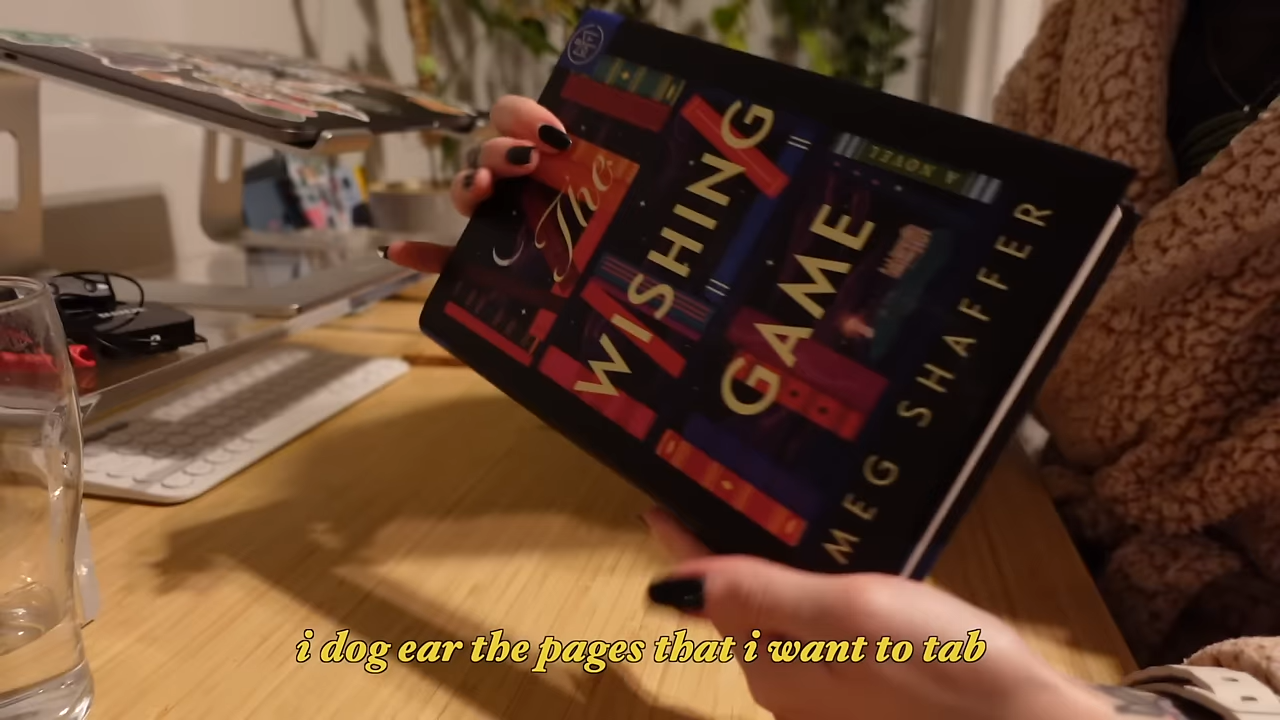 The
WISHING
GAME
A NOVEL
MEG SHAFFER
i dog ear the pages that i want to tab